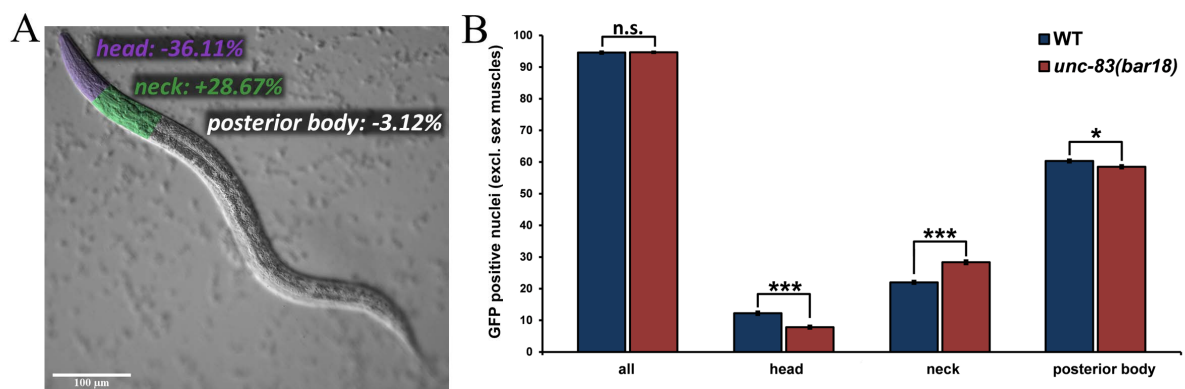 A
head: -36.11%
neck: +28.67%
posterior body: -3.12%
100 µm
B
GFP positive nuclei (excl. sex muscles)
100
90
80
70
60
50
40
30
20
10
0
n.s.
***
***
*
WT
unc-83(bar18)
all
head
neck
posterior body